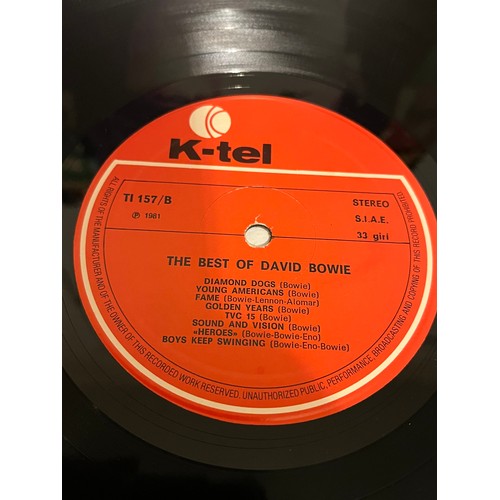 K-tel
TI 157/B
℗ 1981
STEREO
S.I.A.E.
33 giri
THE BEST OF DAVID BOWIE
DIAMOND DOGS (Bowie)
YOUNG AMERICANS (Bowie)
FAME (Bowie-Lennon-Alomar)
GOLDEN YEARS (Bowie)
TVC 15 (Bowie)
SOUND AND VISION (Bowie)
«HEROES» (Bowie-Bowie-Eno)
BOYS KEEP SWINGING (Bowie-Eno-Bowie)
ALL RIGHTS OF THE MANUFACTURER AND OF THE OWNER OF THIS RECORDED WORK RESERVED. UNAUTHORIZED PUBLIC, PERFORMANCE, BROADCASTING AND COPYING OF THIS RECORD PROHIBITED.